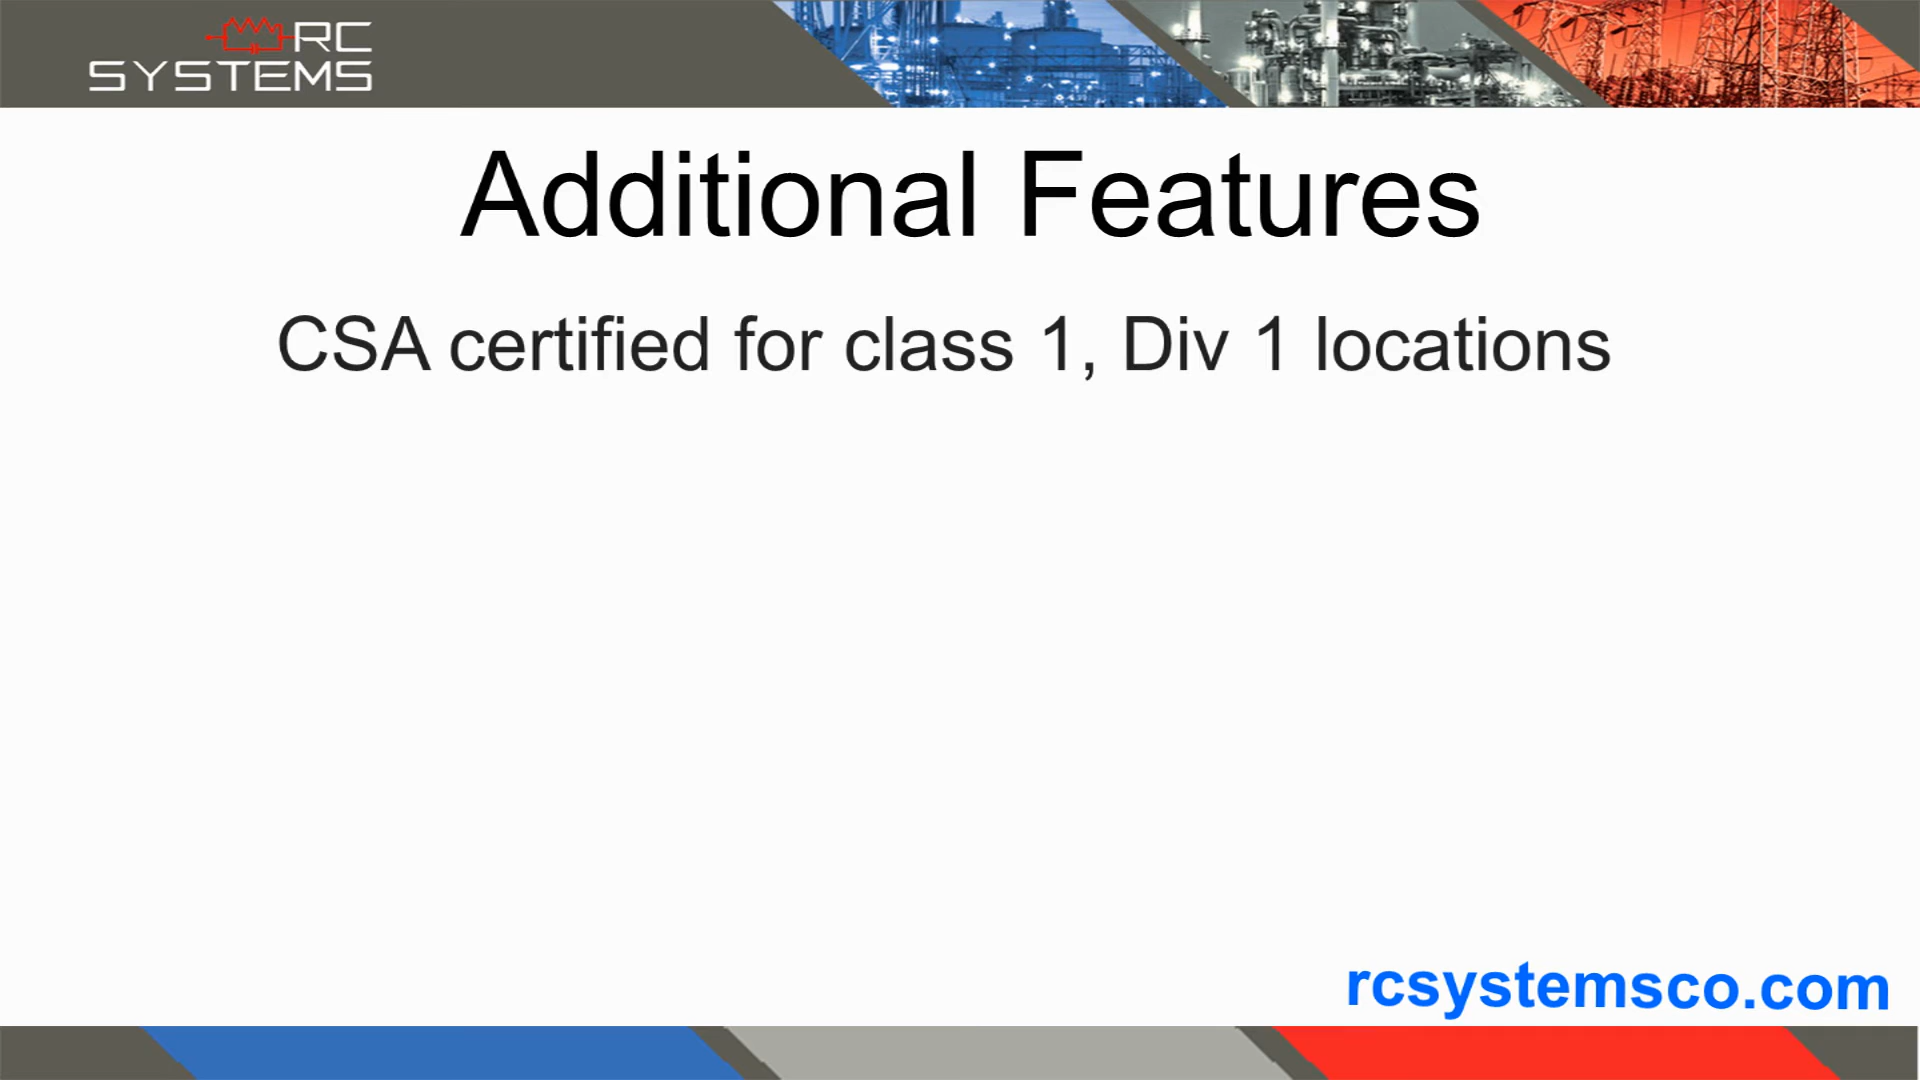 RC
SYSTEMS
Additional Features
CSA certified for class 1, Div 1 locations
rcsystemsco.com